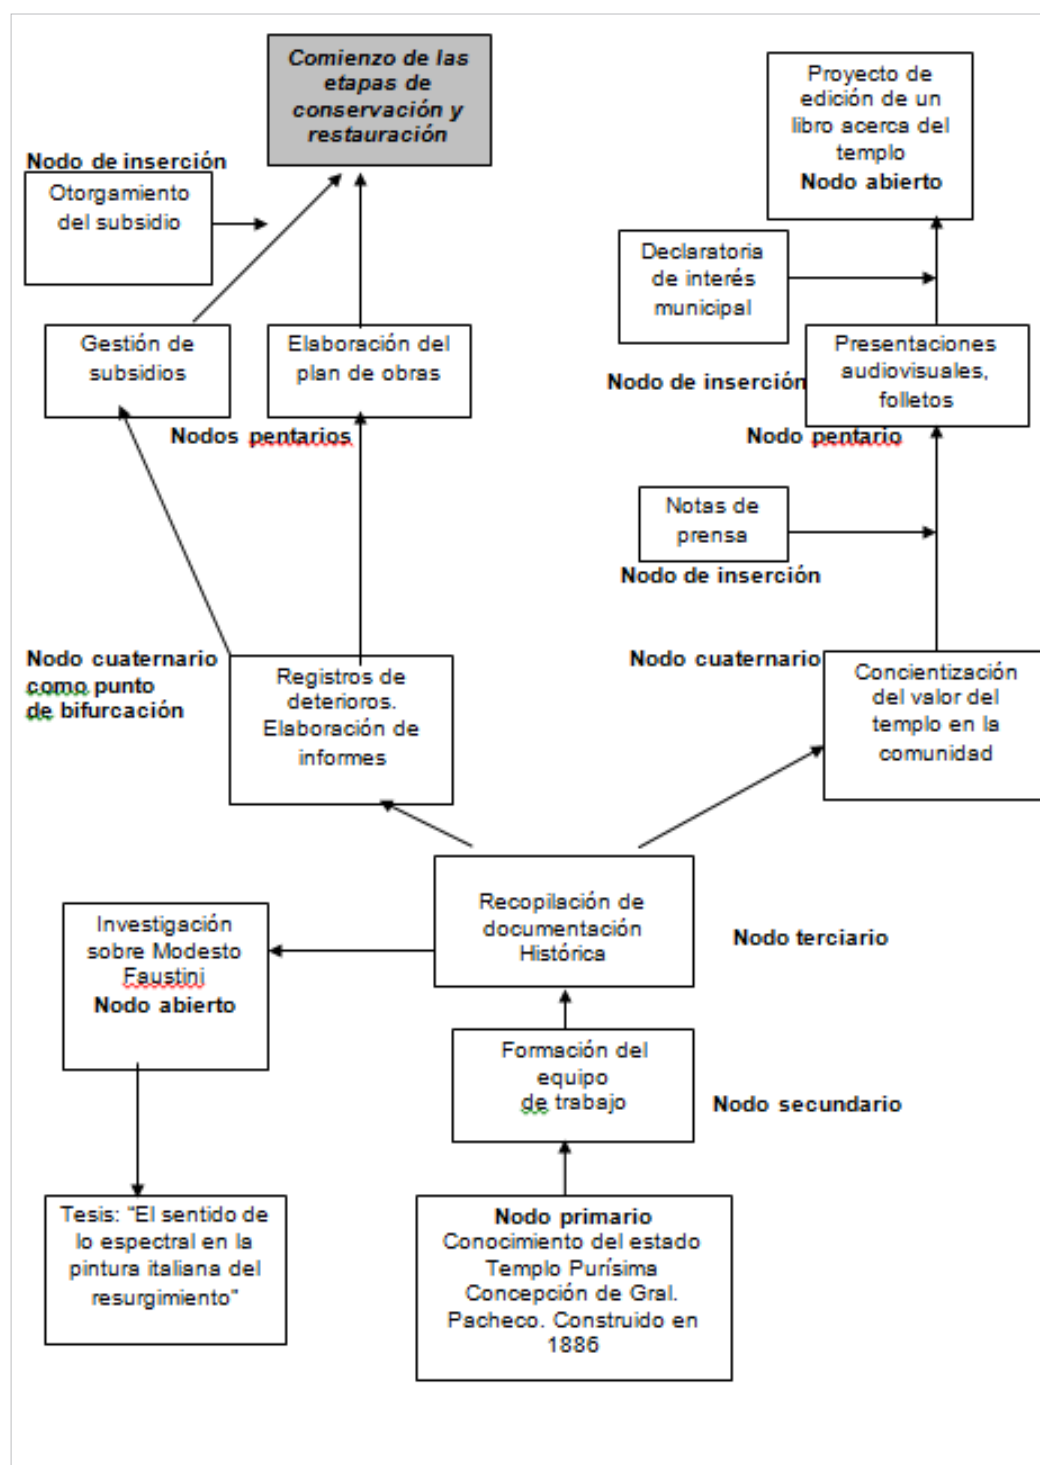 Comienzo de las
etapas de
conservación y
restauración
Proyecto de
edición de un
libro acerca del
templo
Nodo abierto
Nodo de inserción
Otorgamiento
del subsidio
Declaratoria
de interés
municipal
Gestión de
subsidios
Elaboración del
plan de obras
Presentaciones
audiovisuales,
folletos
Nodo de inserción
Nodos pentarios
Nodo pentario
Notas de
prensa
Nodo de inserción
Nodo cuaternario
como punto
de bifurcación
Registros de
deterioros.
Elaboración de
informes
Nodo cuaternario
Concientización
del valor del
templo en la
comunidad
Recopilación de
documentación
Histórica
Nodo terciario
Investigación
sobre Modesto
Faustini
Nodo abierto
Formación del
equipo
de trabajo
Nodo secundario
Tesis: "El sentido de
lo espectral en la
pintura italiana del
resurgimiento"
Nodo primario
Conocimiento del estado
Templo Purísima
Concepción de Gral.
Pacheco. Construido en
1886